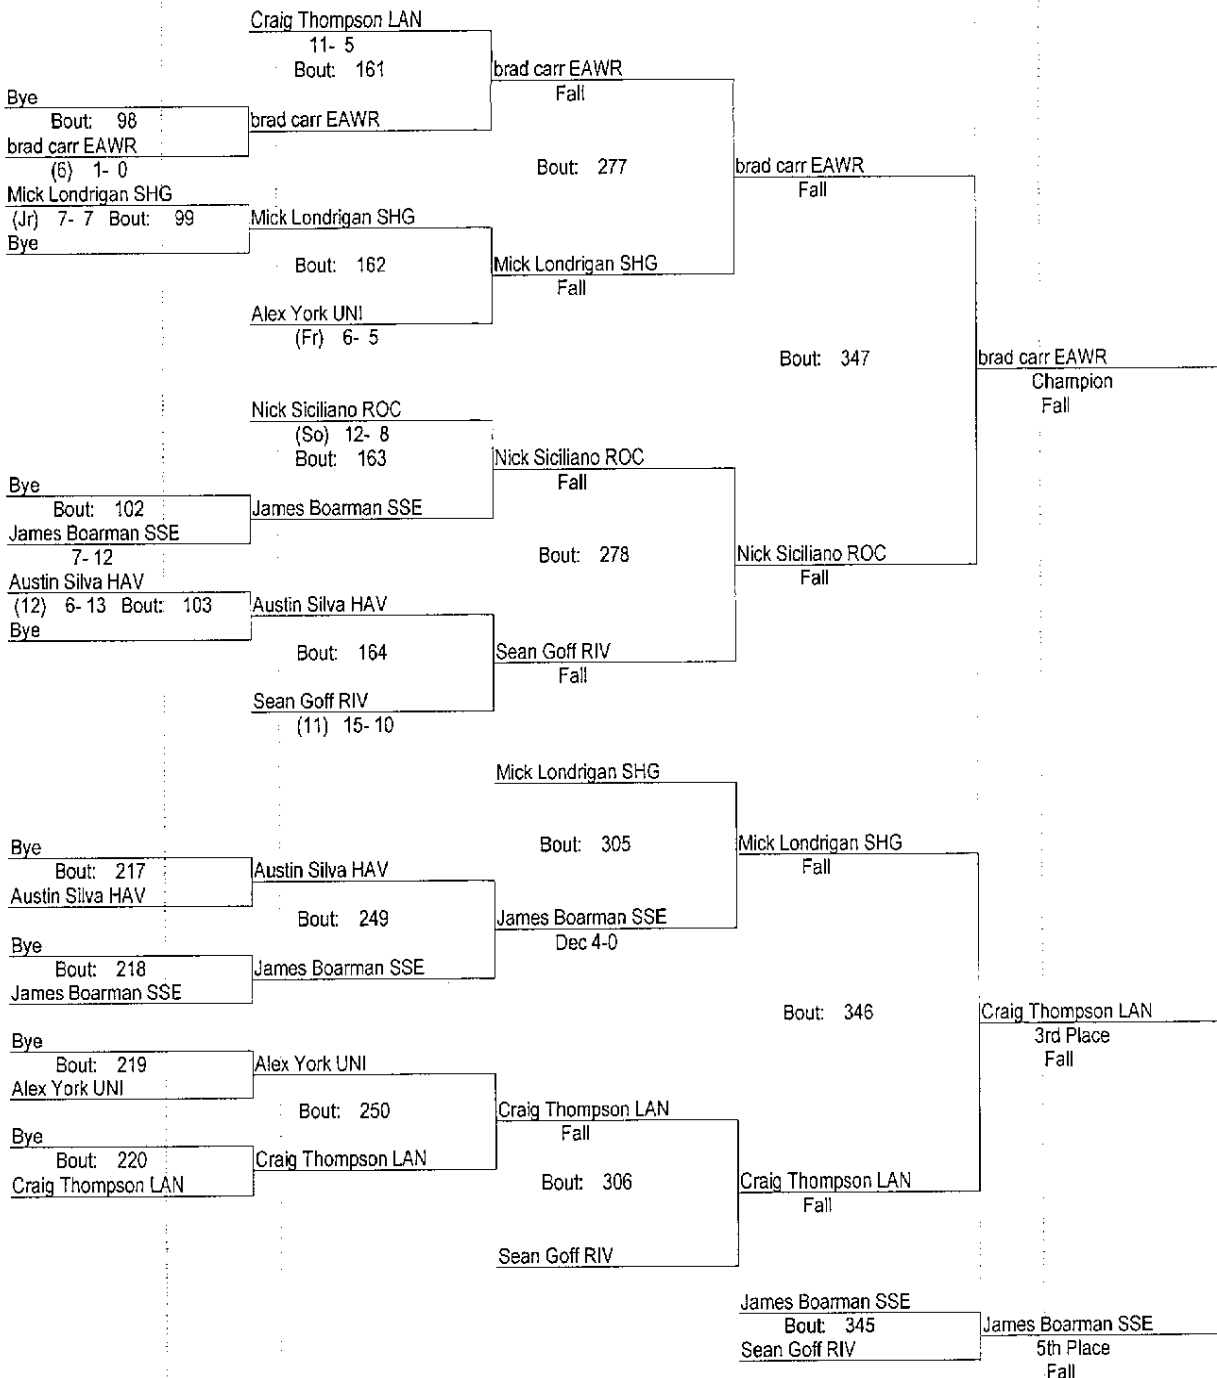 Craig Thompson LAN
11- 5
Bout: 161
brad carr EAWR
Fall
Bye
Bout: 98
brad carr EAWR
brad carr EAWR
(6) 1- 0
Bout: 277
brad carr EAWR
Fall
Mick Londrigan SHG
(Jr) 7- 7 Bout: 99
Mick Londrigan SHG
Bye
Bout: 162
Mick Londrigan SHG
Fall
Alex York UNI
(Fr) 6- 5
Bout: 347
brad carr EAWR
Champion
Fall
Nick Siciliano ROC
(So) 12- 8
Bout: 163
Nick Siciliano ROC
Fall
Bye
Bout: 102
James Boarman SSE
James Boarman SSE
7- 12
Bout: 278
Nick Siciliano ROC
Fall
Austin Silva HAV
(12) 6- 13 Bout: 103
Austin Silva HAV
Bye
Bout: 164
Sean Goff RIV
Fall
Sean Goff RIV
(11) 15- 10
Mick Londrigan SHG
Bout: 305
Mick Londrigan SHG
Fall
Bye
Bout: 217
Austin Silva HAV
Austin Silva HAV
Bout: 249
James Boarman SSE
Dec 4-0
Bye
Bout: 218
James Boarman SSE
James Boarman SSE
Bout: 346
Craig Thompson LAN
3rd Place
Fall
Bye
Bout: 219
Alex York UNI
Alex York UNI
Bout: 250
Craig Thompson LAN
Fall
Bye
Bout: 220
Craig Thompson LAN
Craig Thompson LAN
Bout: 306
Craig Thompson LAN
Fall
Sean Goff RIV
James Boarman SSE
Bout: 345
Sean Goff RIV
James Boarman SSE
5th Place
Fall